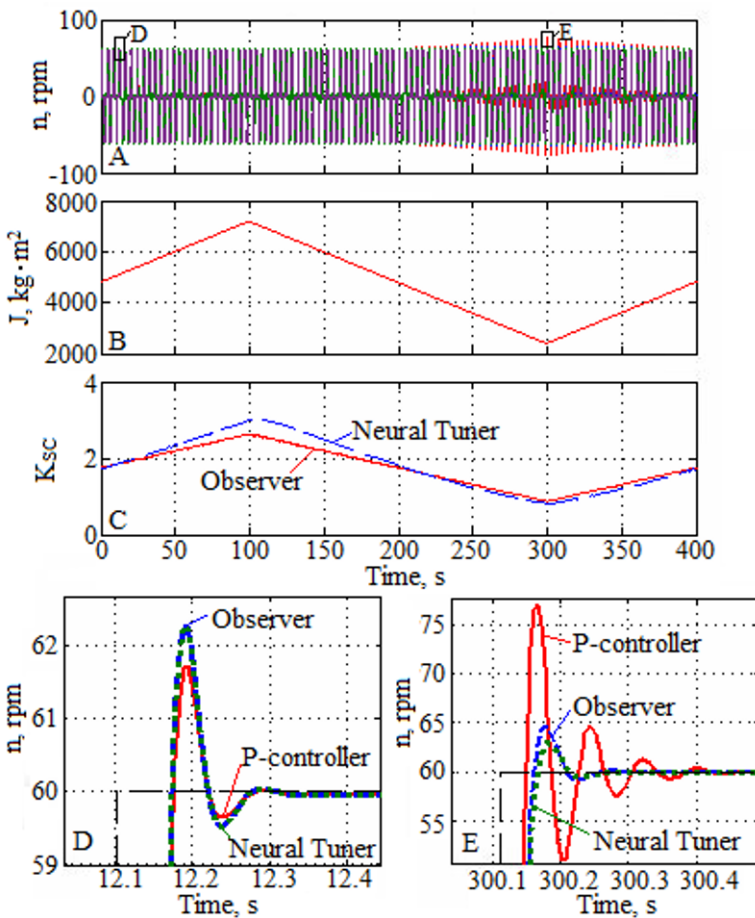 100
D
E
n, rpm
0
A
-100
8000
J, kg·m²
6000
4000
B
2000
4
Neural Tuner
Ksc
2
Observer
C
0
0 50 100 150 200 250 300 350 400
Time, s
D
Observer
62
n, rpm
61
P-controller
60
D
Neural Tuner
59
12.1 12.2 12.3 12.4
Time, s
E
75
P-controller
70
n, rpm
Observer
65
60
55
E
Neural Tuner
300.1 300.2 300.3 300.4
Time, s